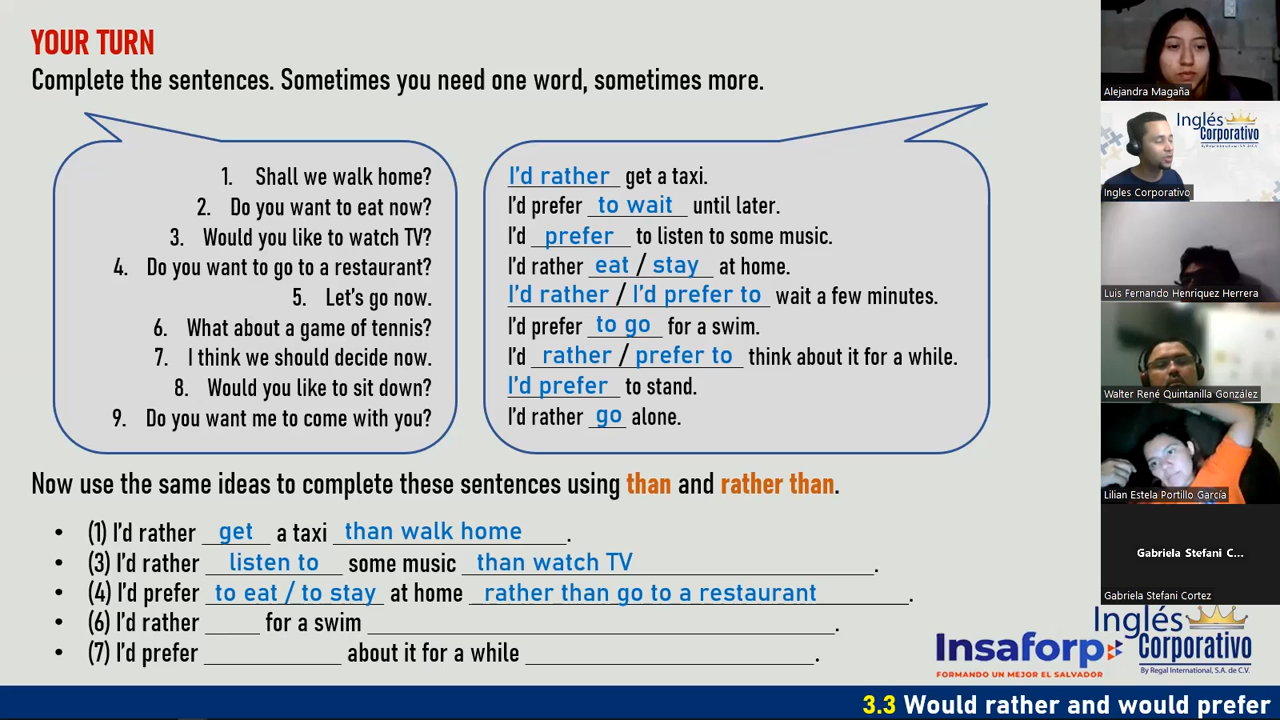 YOUR TURN
Complete the sentences. Sometimes you need one word, sometimes more.
1. Shall we walk home?
2. Do you want to eat now?
3. Would you like to watch TV?
4. Do you want to go to a restaurant?
5. Let's go now.
6. What about a game of tennis?
7. I think we should decide now.
8. Would you like to sit down?
9. Do you want me to come with you?
I'd rather get a taxi.
I'd prefer to wait until later.
I'd prefer to listen to some music.
I'd rather eat / stay at home.
I'd rather / I'd prefer to wait a few minutes.
I'd prefer to go for a swim.
I'd rather / prefer to think about it for a while.
I'd prefer to stand.
I'd rather go alone.
Now use the same ideas to complete these sentences using than and rather than.
• (1) I'd rather get a taxi than walk home.
• (3) I'd rather listen to some music than watch TV.
• (4) I'd prefer to eat / to stay at home rather than go to a restaurant.
• (6) I'd rather _____ for a swim _____.
• (7) I'd prefer _____ about it for a while _____.
Insaforp
FORMANDO UN MEJOR EL SALVADOR
Inglés
Corporativo
By Regal International, S.A. de C.V.
3.3 Would rather and would prefer
Alejandra Magaña
Inglés
Corporativo
By Regal International, S.A. de C.V.
Ingles Corporativo
Luis Fernando Henriquez Herrera
Walter René Quintanilla González
Lilian Estela Portillo García
Gabriela Stefani C...
Gabriela Stefani Cortez